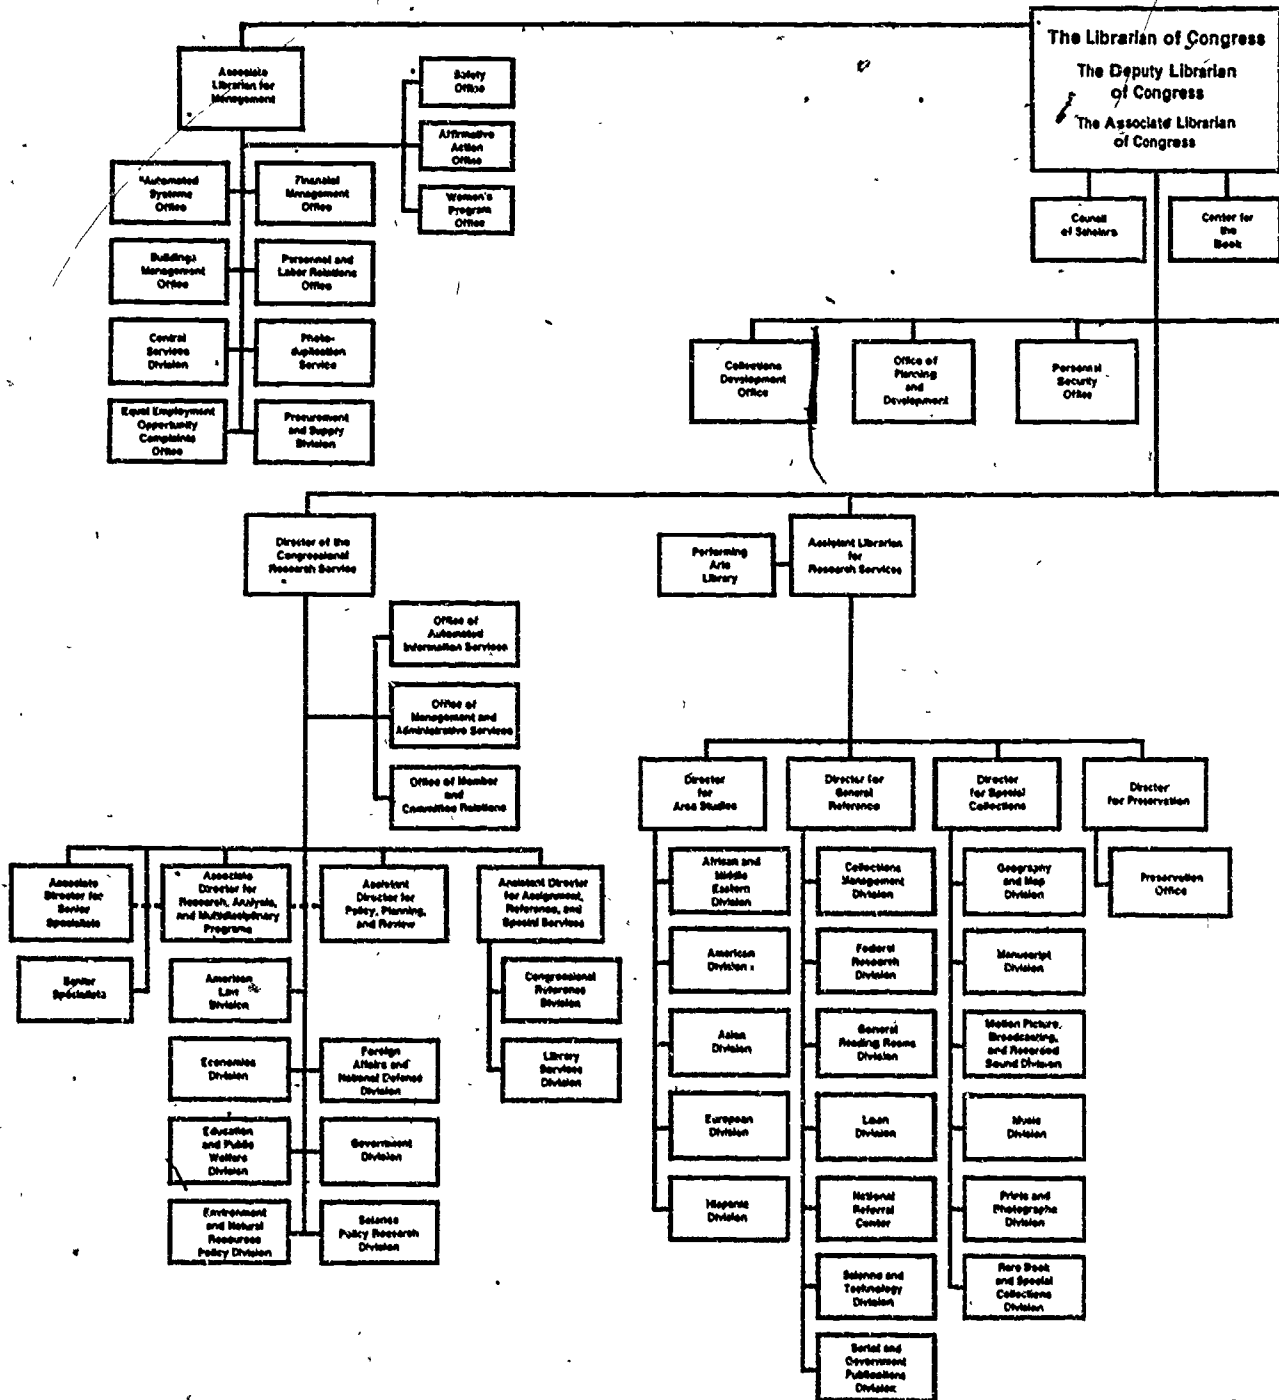 The Librarian of Congress
The Deputy Librarian
of Congress
The Associate Librarian
of Congress
Associate
Librarian for
Management
Safety
Office
Affirmative
Action
Office
Women's
Program
Office
Automated
Systems
Office
Financial
Management
Office
Buildings
Management
Office
Personnel and
Labor Relations
Office
Central
Services
Division
Photo-
duplication
Service
Equal Employment
Opportunity
Complaints
Office
Procurement
and Supply
Division
Council
of Scholars
Center for
the
Book
Collections
Development
Office
Office of
Planning
and
Development
Personnel
Security
Office
Director of the
Congressional
Research Service
Performing
Arts
Library
Assistant Librarian
for
Research Services
Office of
Automated
Information Services
Office of
Management and
Administrative Services
Office of Member
and
Committee Relations
Associate
Director for
Senior
Specialists
Associate
Director for
Research, Analysis,
and Multidisciplinary
Programs
Assistant
Director for
Policy, Planning,
and Review
Assistant Director
for Assignment,
Reference, and
Special Services
Senior
Specialists
American
Law
Division
Congressional
Reference
Division
Economics
Division
Foreign
Affairs and
National Defense
Division
Library
Services
Division
Education
and Public
Welfare
Division
Government
Division
Environment
and Natural
Resources
Policy Division
Science
Policy Research
Division
Director
for
Area Studies
Director for
General
Reference
Director
for Special
Collections
Director
for Preservation
African and
Middle
Eastern
Division
Collections
Management
Division
Geography
and Map
Division
Preservation
Office
American
Division
Federal
Research
Division
Manuscript
Division
Asian
Division
General
Reading Rooms
Division
Motion Picture,
Broadcasting,
and Recorded
Sound Division
European
Division
Loan
Division
Music
Division
Hispanic
Division
National
Referral
Center
Prints and
Photographs
Division
Science and
Technology
Division
Rare Book
and Special
Collections
Division
Serial and
Government
Publications
Division